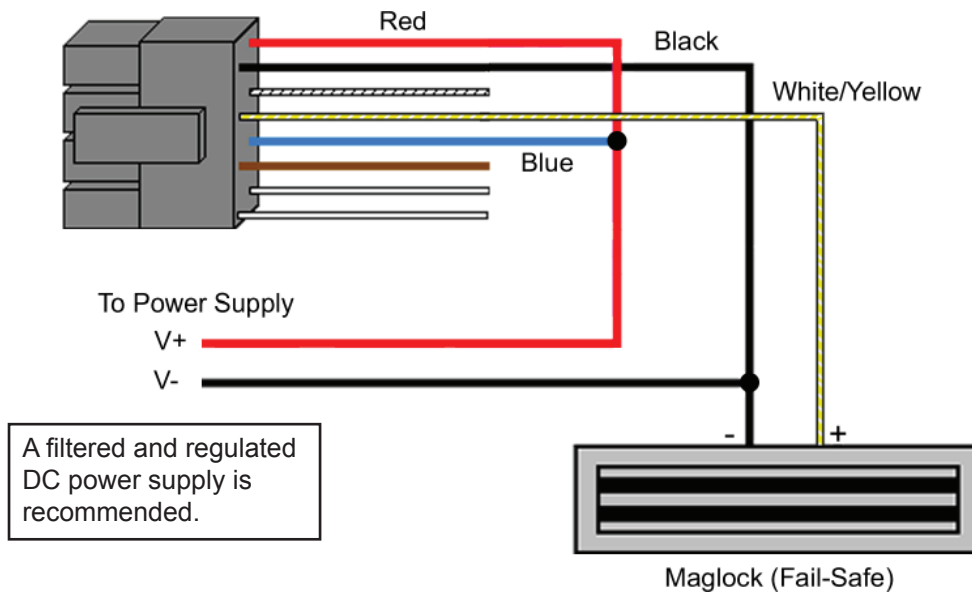 Red
Black
White/Yellow
Blue
To Power Supply
V+
V-
A filtered and regulated
DC power supply is
recommended.
- +
Maglock (Fail-Safe)